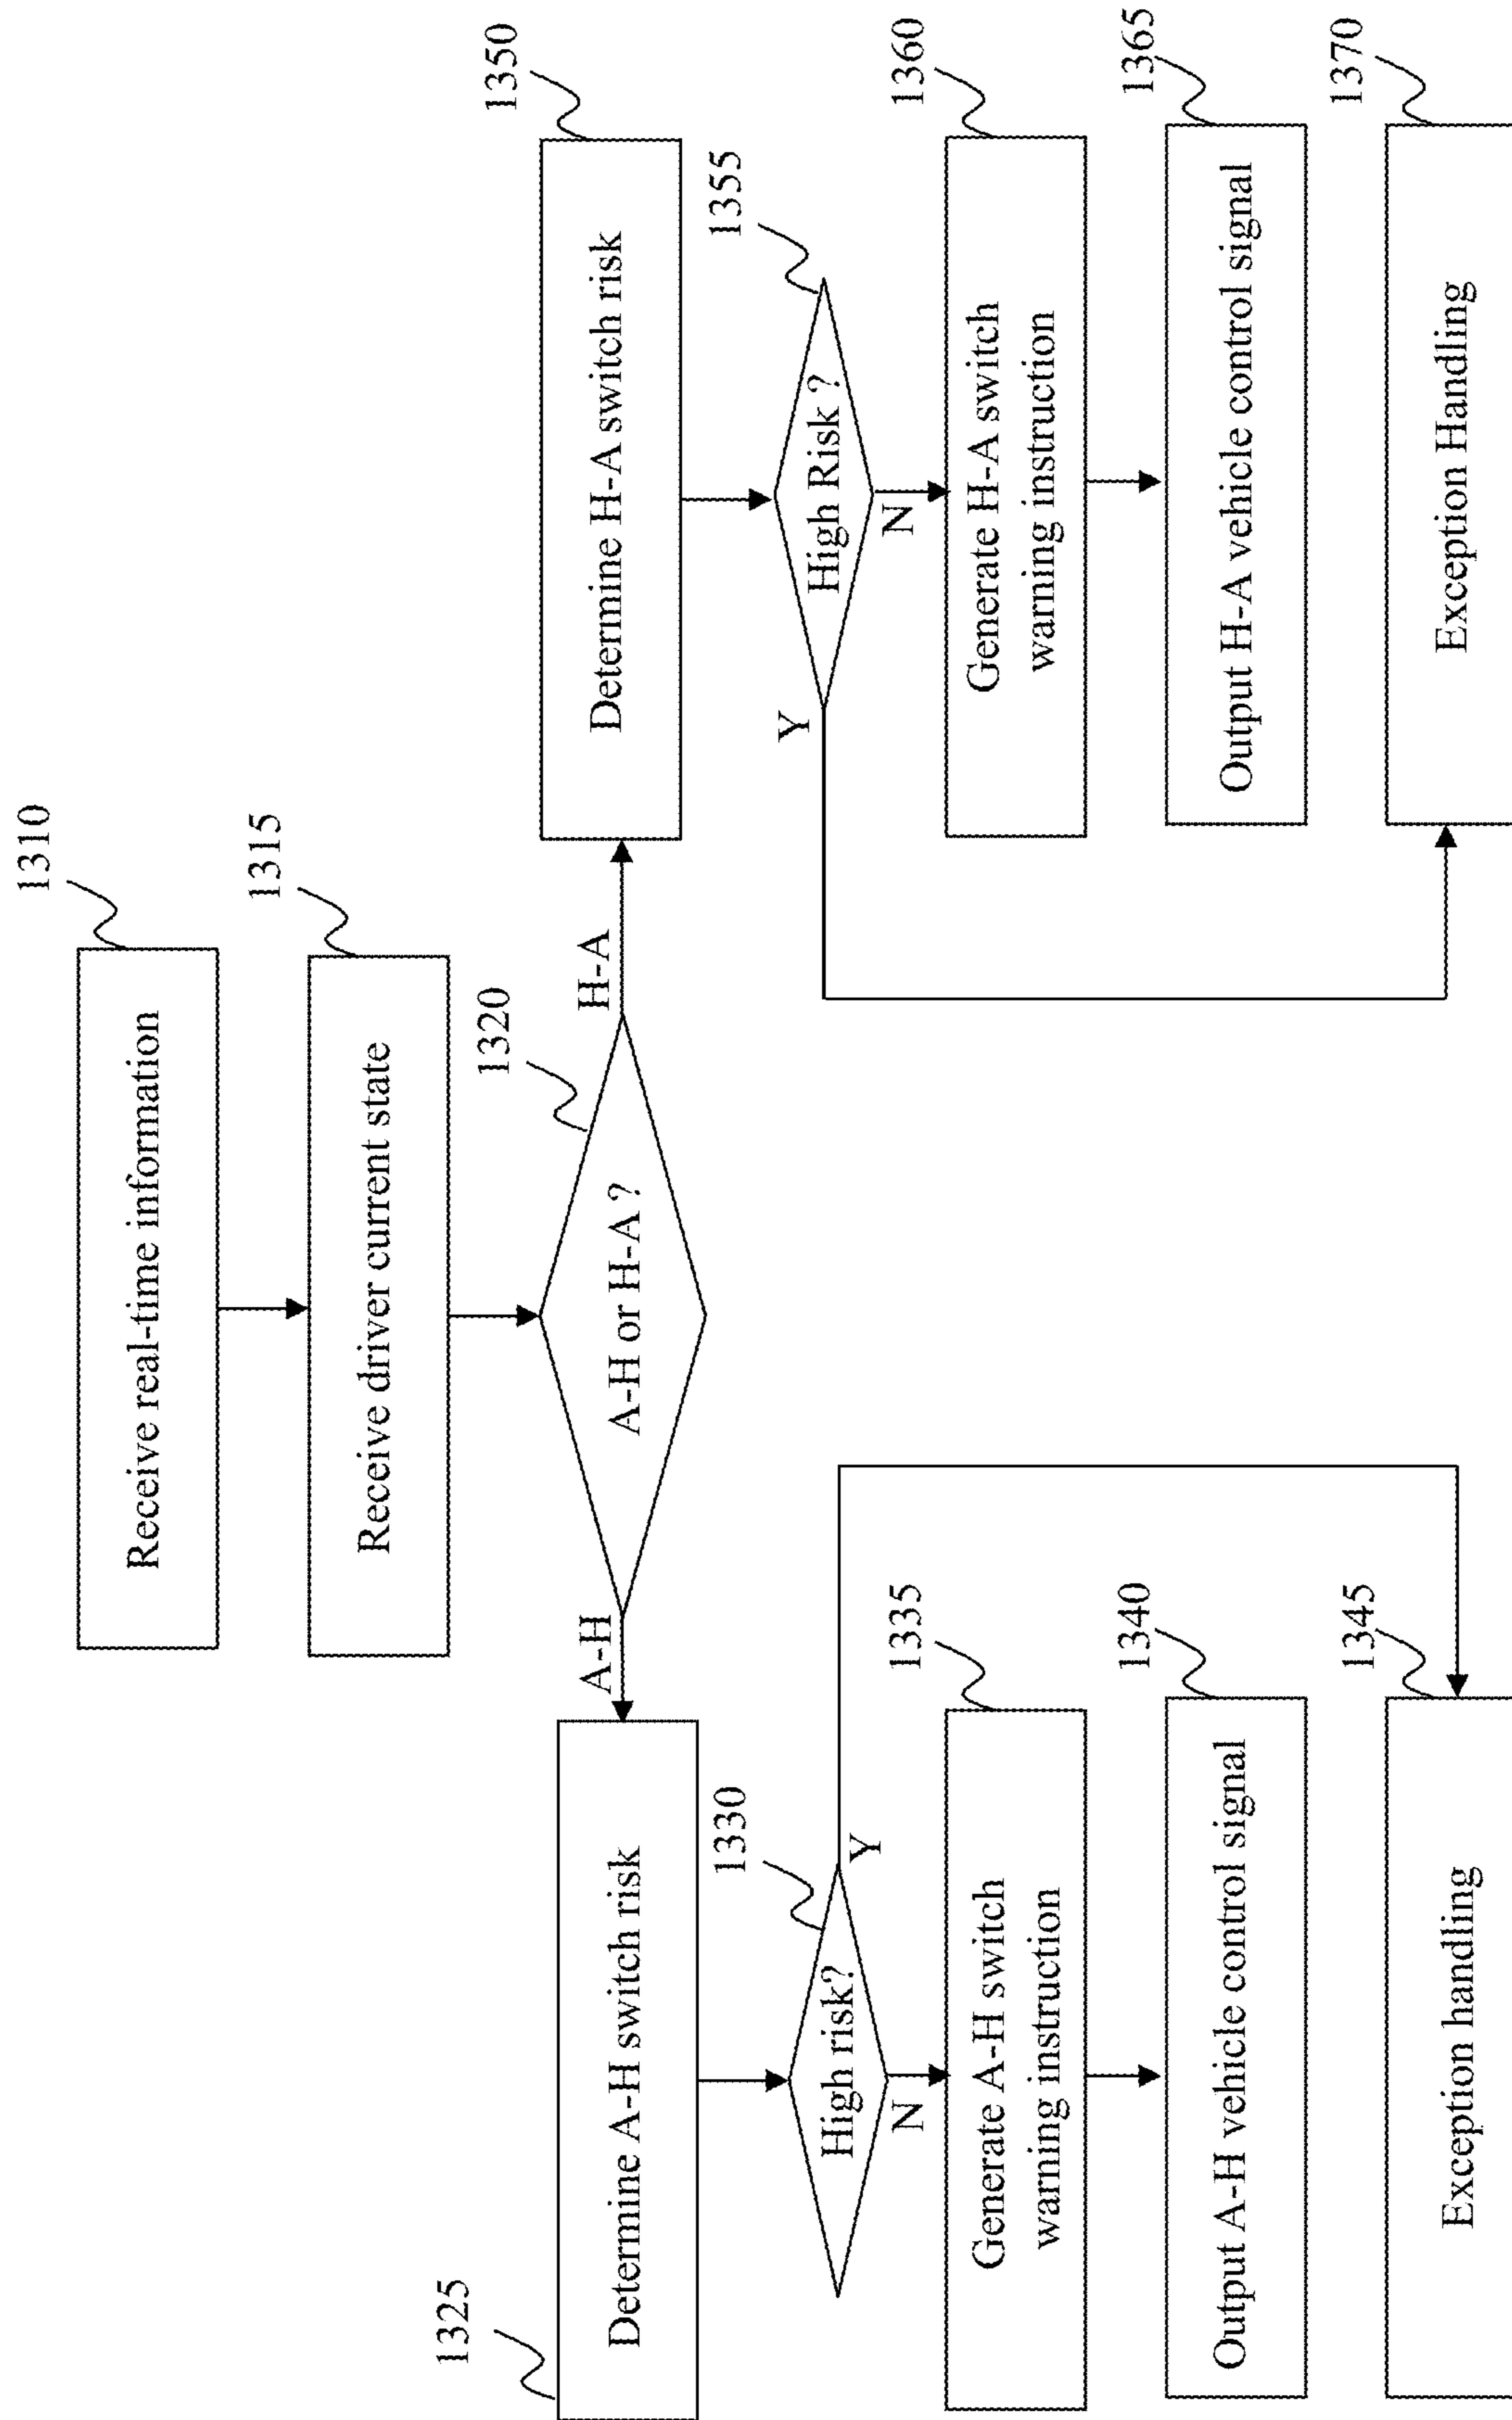 1310
Receive real-time information
1315
Receive driver current state
1320
A-H or H-A ?
A-H
H-A
1325
Determine A-H switch risk
1330
High risk?
Y
N
1335
Generate A-H switch
warning instruction
1340
Output A-H vehicle control signal
1345
Exception handling
1350
Determine H-A switch risk
1355
High Risk ?
Y
N
1360
Generate H-A switch
warning instruction
1365
Output H-A vehicle control signal
1370
Exception Handling